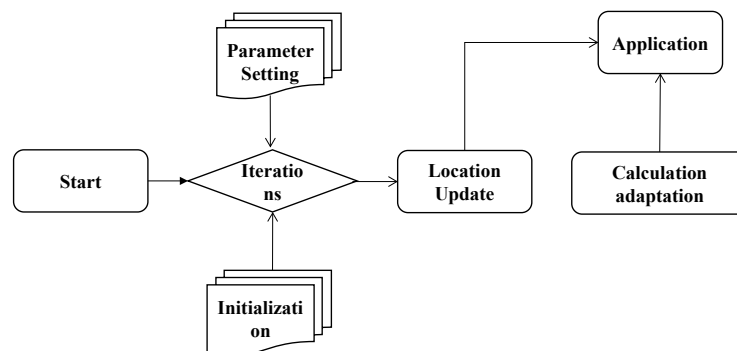 Parameter
Setting
Application
Start
Iteratio
ns
Location
Update
Calculation
adaptation
Initializati
on